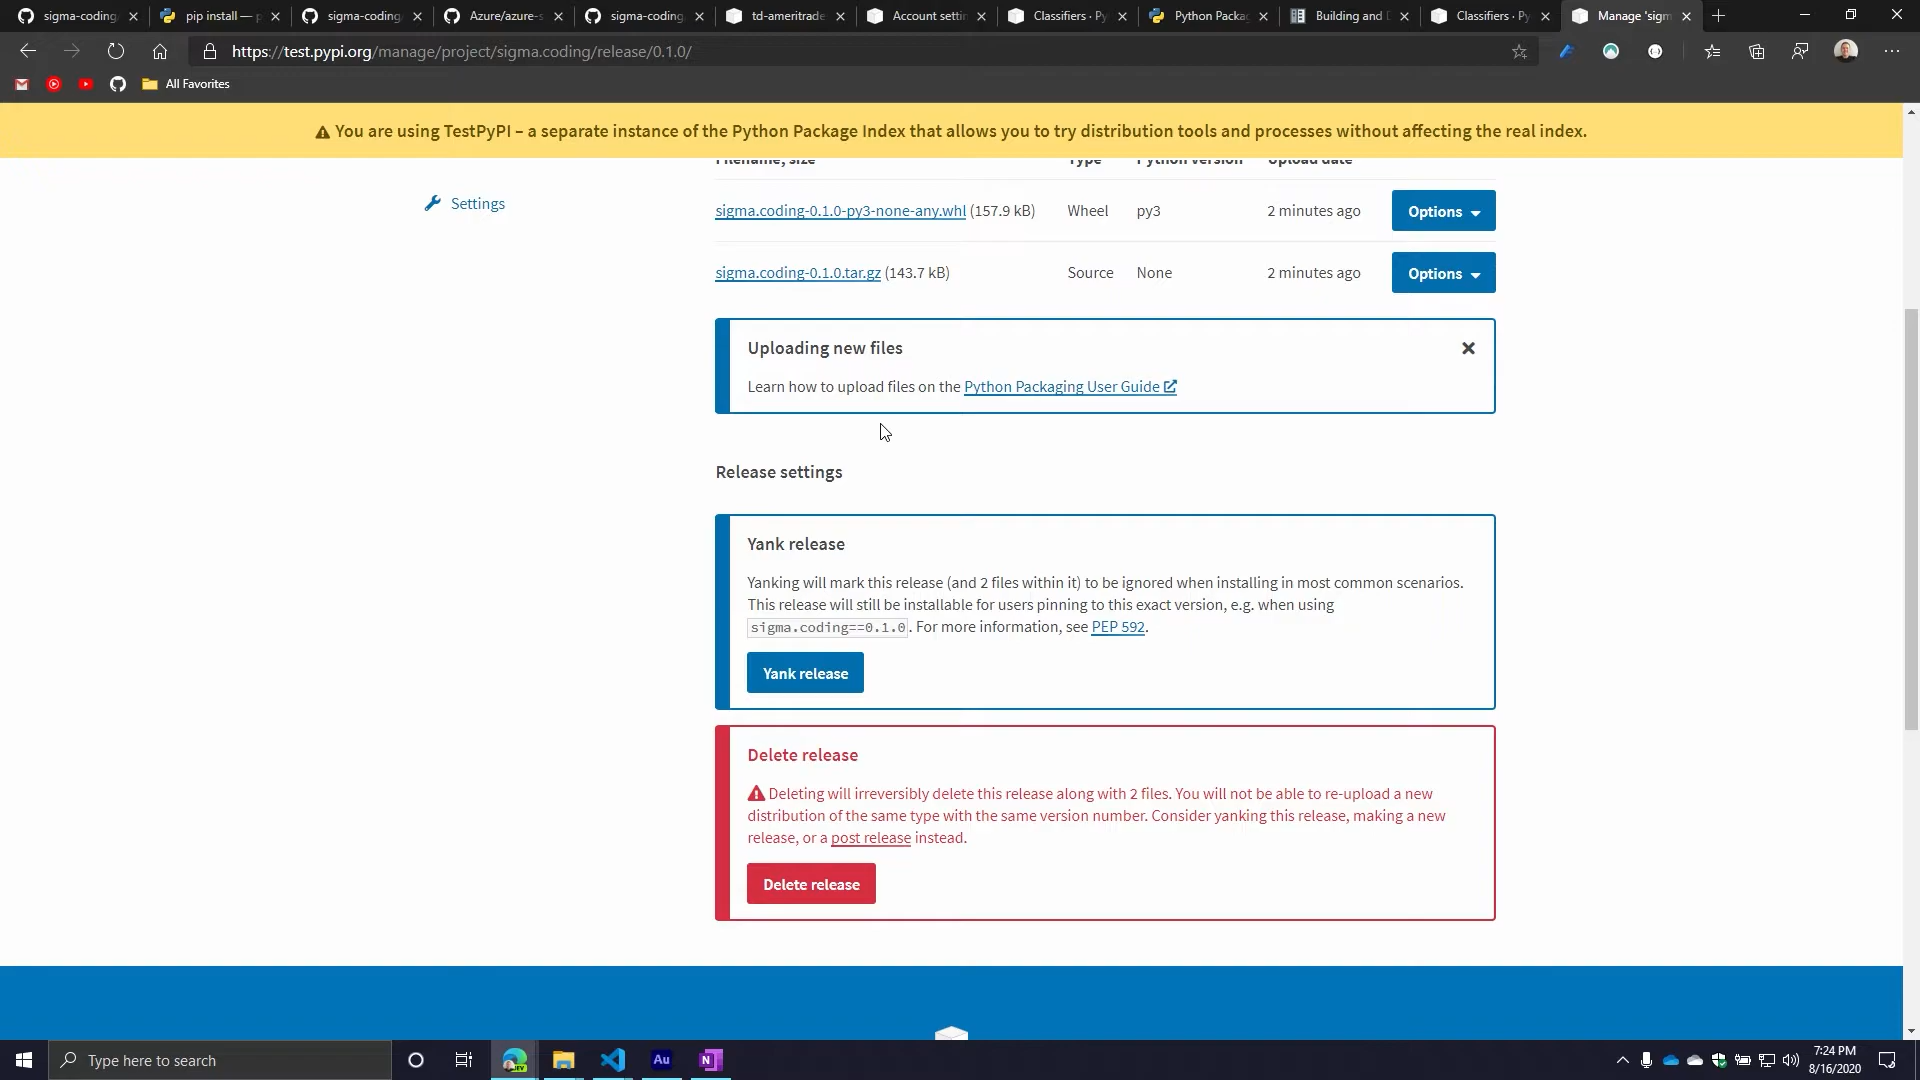 sigma-coding
pip install — p
sigma-coding
Azure/azure-s
sigma-coding
td-ameritrade
Account settin
Classifiers · Py
Python Packag
Building and D
Classifiers · Py
Manage 'sigm
https://test.pypi.org/manage/project/sigma.coding/release/0.1.0/
All Favorites
You are using TestPyPI – a separate instance of the Python Package Index that allows you to try distribution tools and processes without affecting the real index.
Filename, size Type Python version Upload date
Settings
sigma.coding-0.1.0-py3-none-any.whl (157.9 kB) Wheel py3 2 minutes ago Options
sigma.coding-0.1.0.tar.gz (143.7 kB) Source None 2 minutes ago Options
Uploading new files
Learn how to upload files on the Python Packaging User Guide
Release settings
Yank release
Yanking will mark this release (and 2 files within it) to be ignored when installing in most common scenarios.
This release will still be installable for users pinning to this exact version, e.g. when using
sigma.coding==0.1.0. For more information, see PEP 592.
Yank release
Delete release
Deleting will irreversibly delete this release along with 2 files. You will not be able to re-upload a new
distribution of the same type with the same version number. Consider yanking this release, making a new
release, or a post release instead.
Delete release
Type here to search
Au
N
7:24 PM
8/16/2020